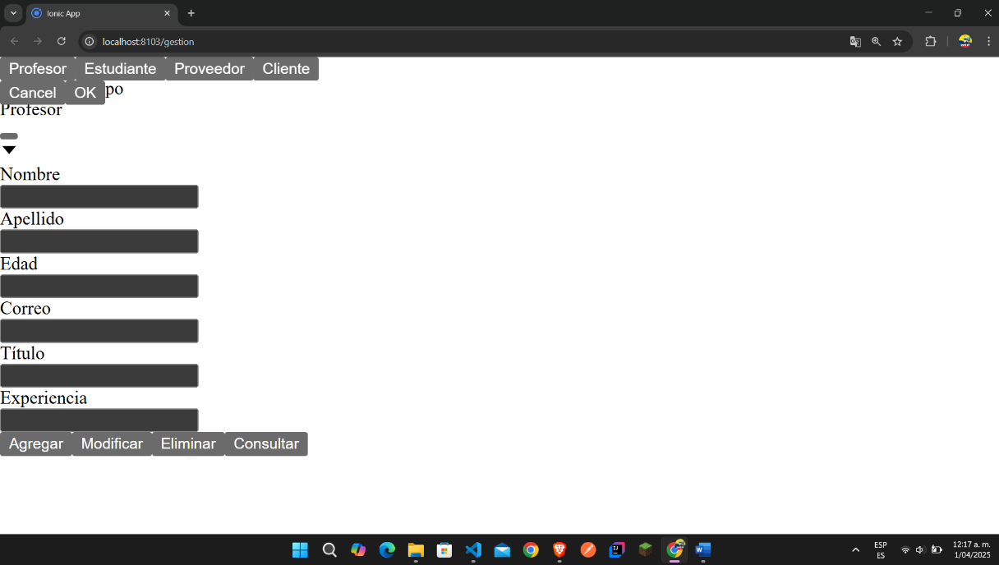 Ionic App
localhost:8103/gestion
Profesor Estudiante Proveedor Cliente
Cancel OK po
Profesor
Nombre
Apellido
Edad
Correo
Título
Experiencia
Agregar Modificar Eliminar Consultar
ESP
ES
12:17 a. m.
1/04/2025